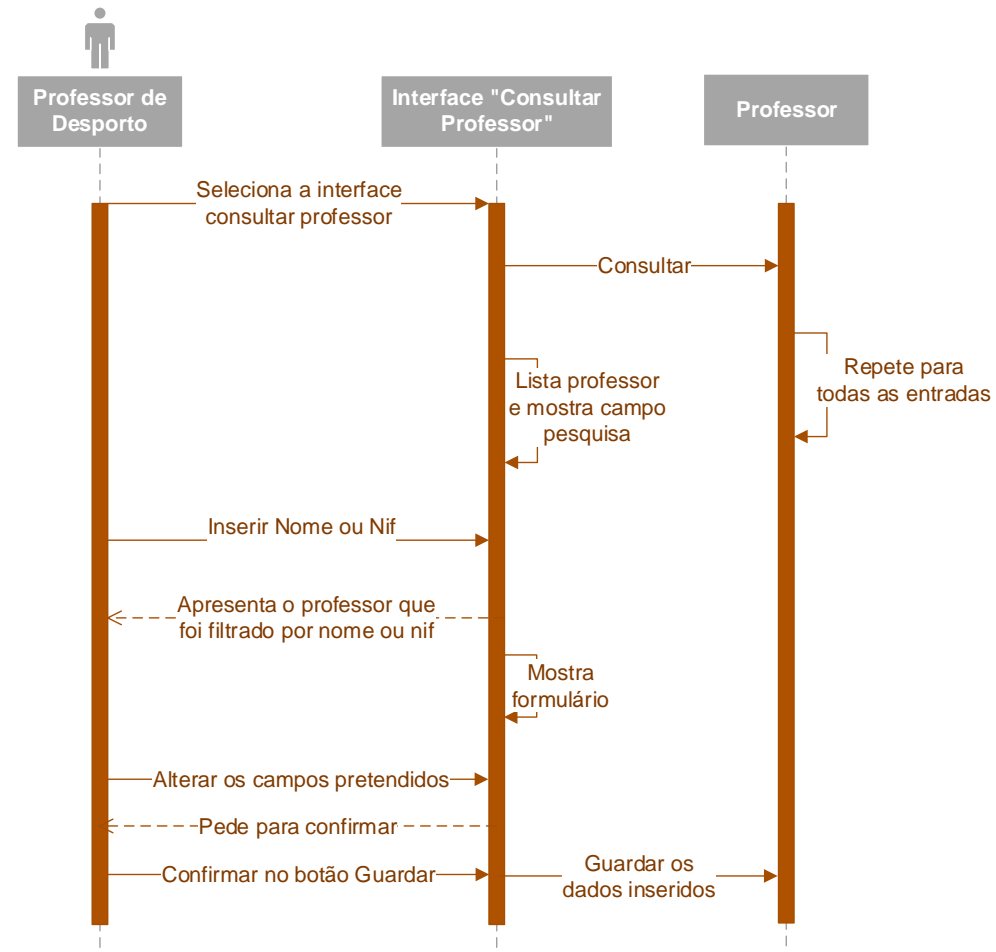 Professor de
Desporto
Interface "Consultar
Professor"
Professor
Seleciona a interface
consultar professor
Consultar
Repete para
todas as entradas
Lista professor
e mostra campo
pesquisa
Inserir Nome ou Nif
Apresenta o professor que
foi filtrado por nome ou nif
Mostra
formulário
Alterar os campos pretendidos
Pede para confirmar
Confirmar no botão Guardar
Guardar os
dados inseridos